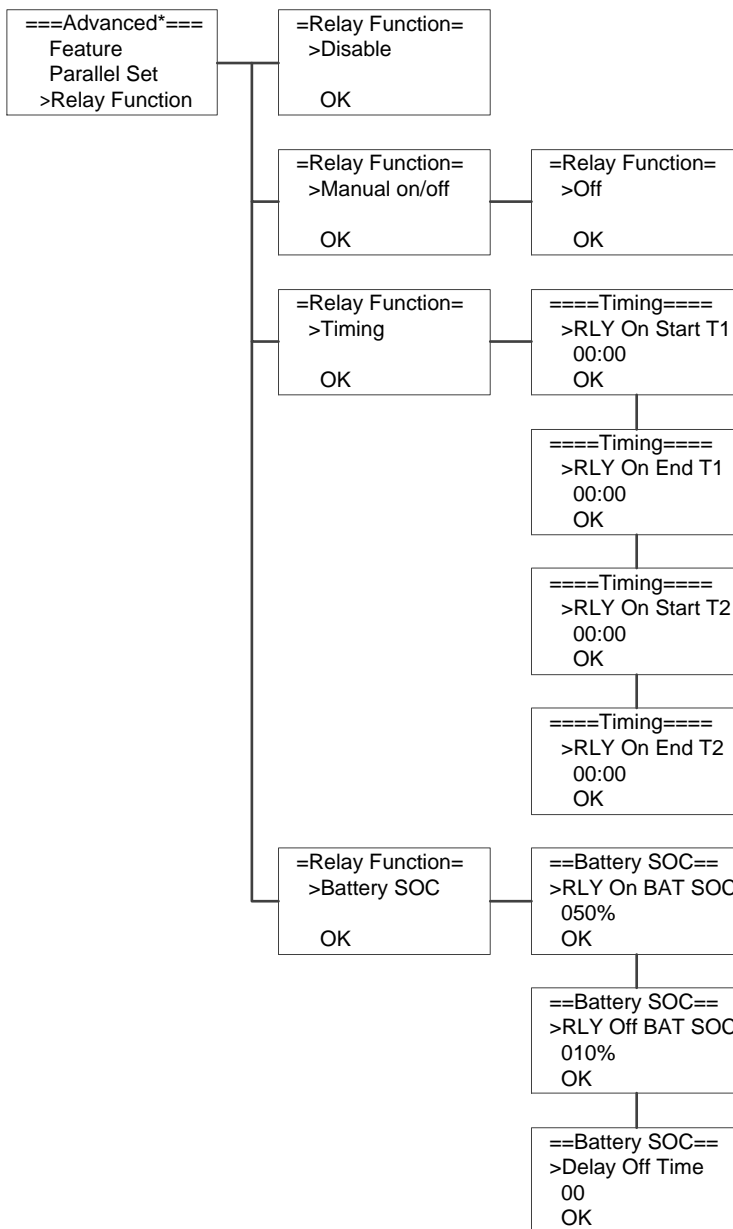 ===Advanced*===
Feature
Parallel Set
>Relay Function
=Relay Function=
>Disable
OK
=Relay Function=
>Manual on/off
OK
=Relay Function=
>Off
OK
=Relay Function=
>Timing
OK
====Timing====
>RLY On Start T1
00:00
OK
====Timing====
>RLY On End T1
00:00
OK
====Timing====
>RLY On Start T2
00:00
OK
====Timing====
>RLY On End T2
00:00
OK
=Relay Function=
>Battery SOC
OK
==Battery SOC==
>RLY On BAT SOC
050%
OK
==Battery SOC==
>RLY Off BAT SOC
010%
OK
==Battery SOC==
>Delay Off Time
00
OK